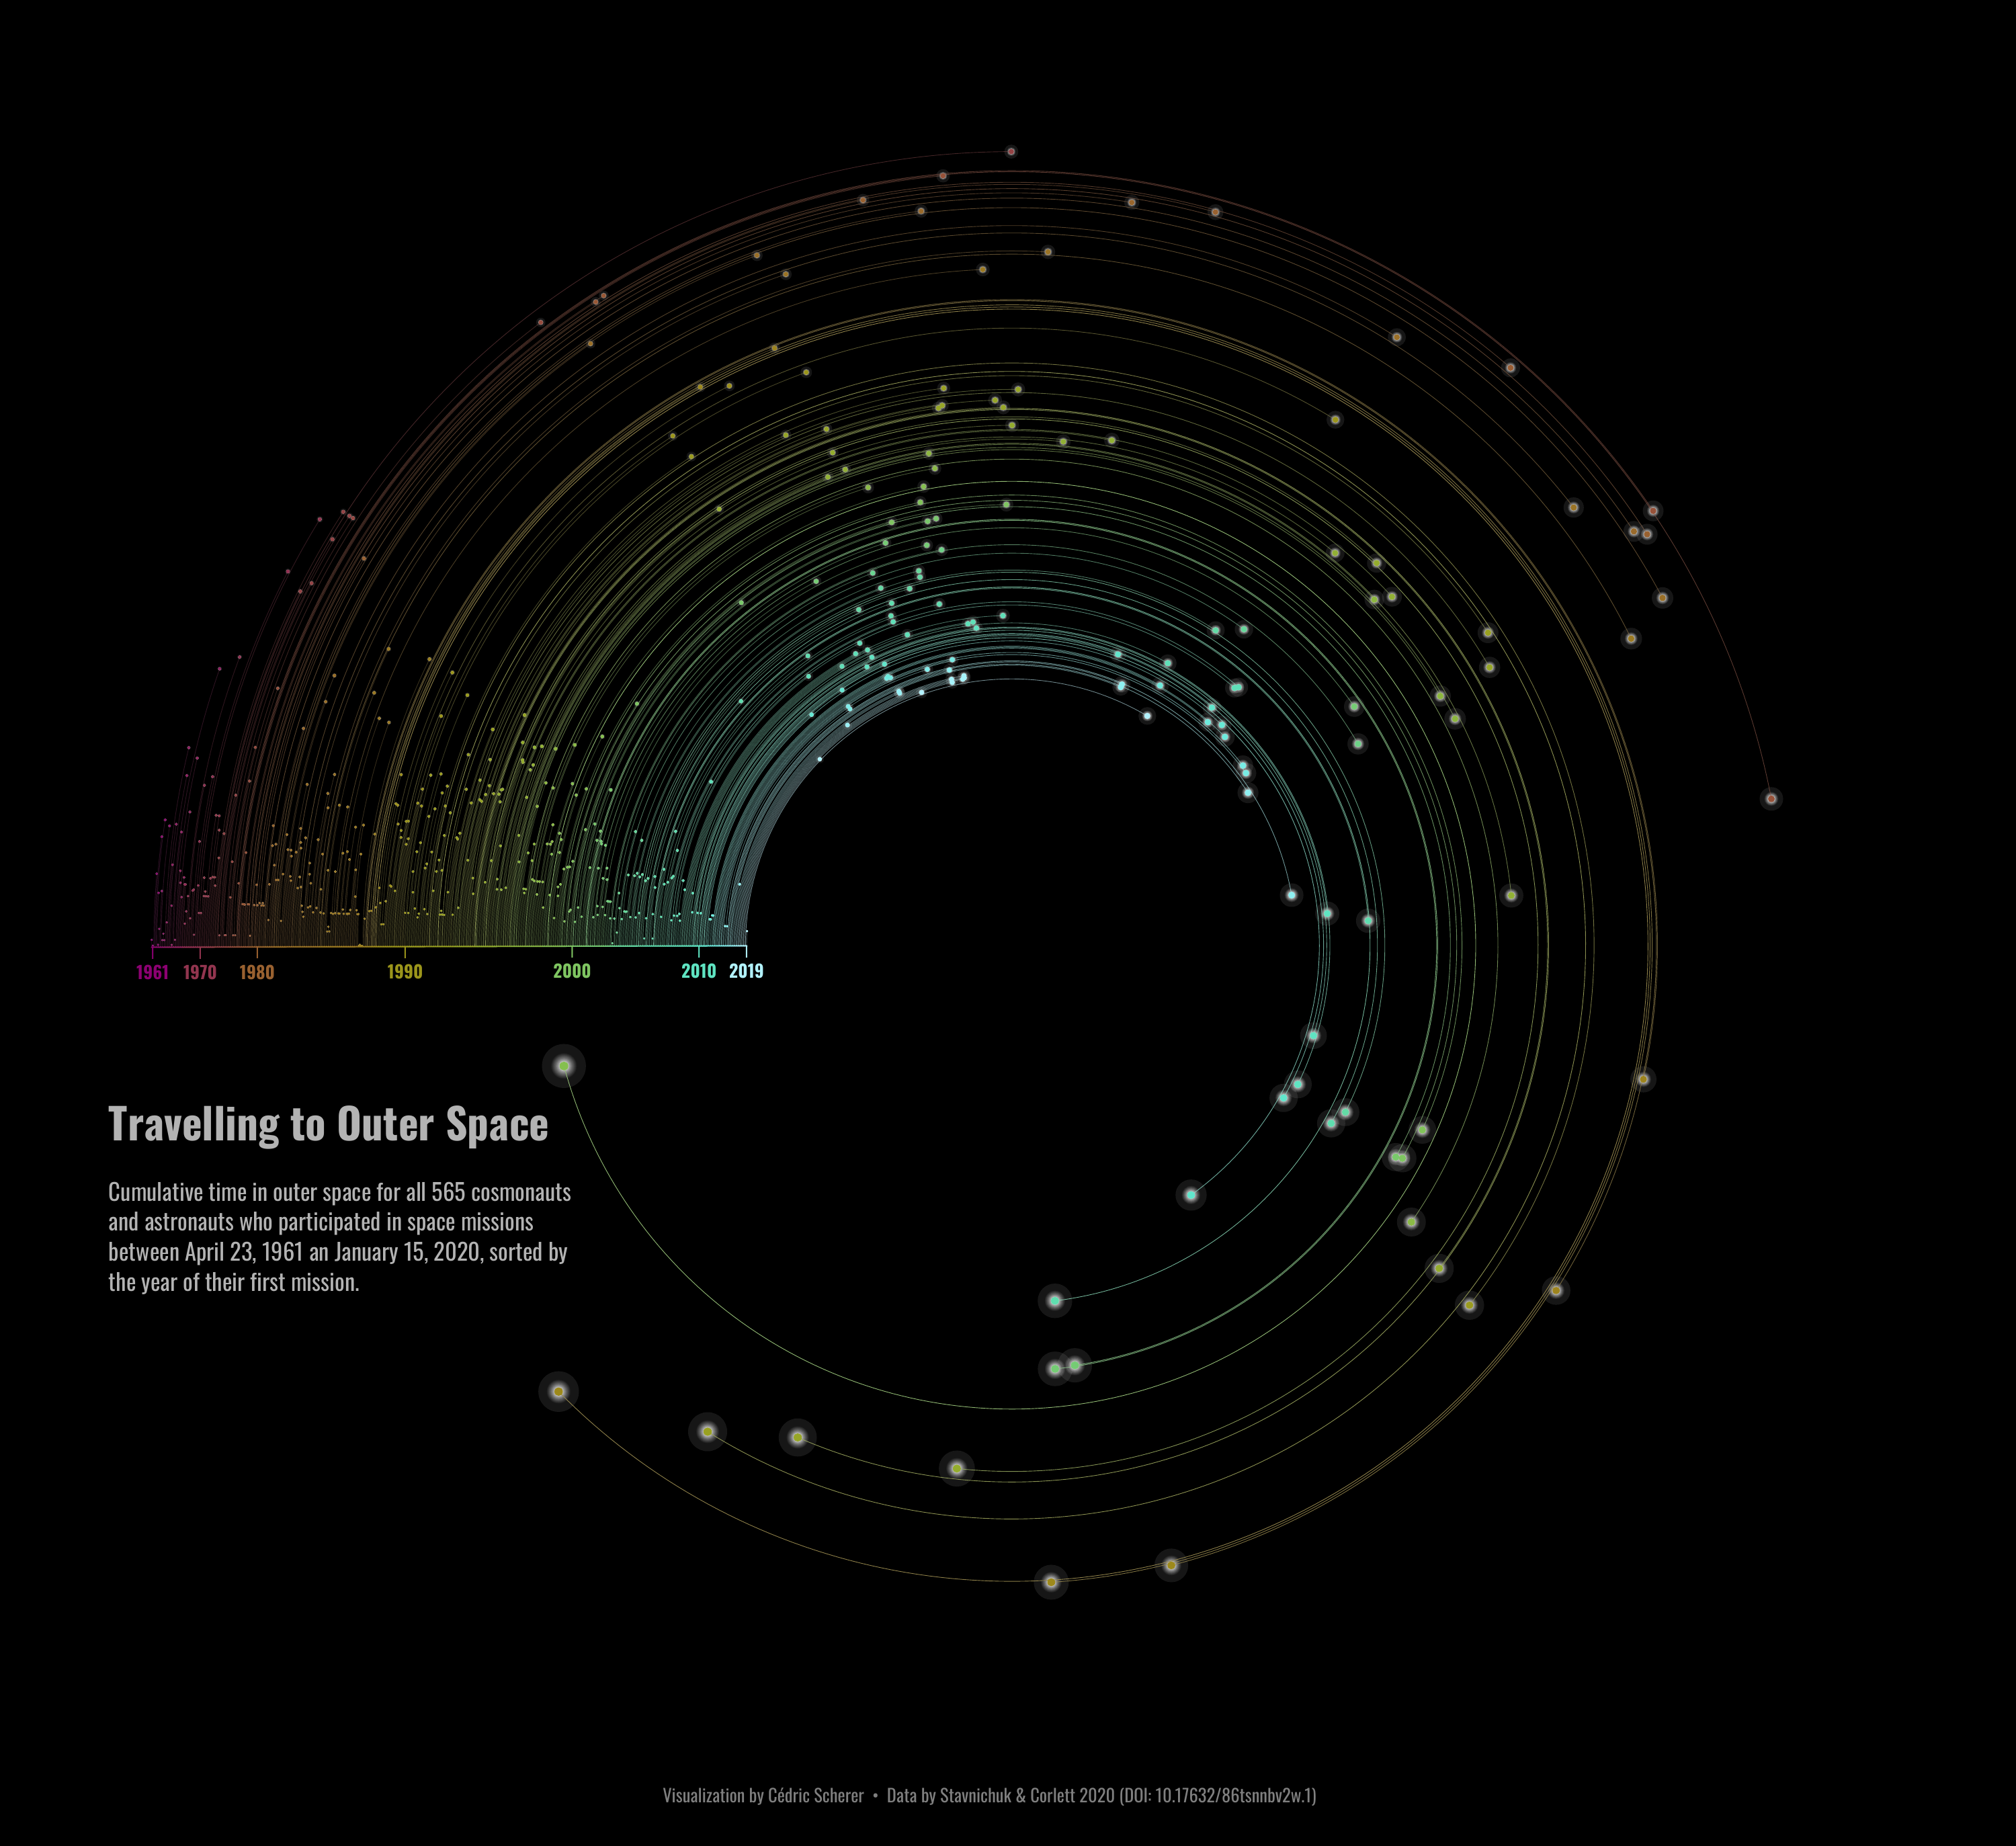 1961 1970 1980 1990 2000 2010 2019
Travelling to Outer Space
Cumulative time in outer space for all 565 cosmonauts
and astronauts who participated in space missions
between April 23, 1961 an January 15, 2020, sorted by
the year of their first mission.
Visualization by Cédric Scherer • Data by Stavnichuk & Corlett 2020 (DOI: 10.17632/86tsnnbv2w.1)